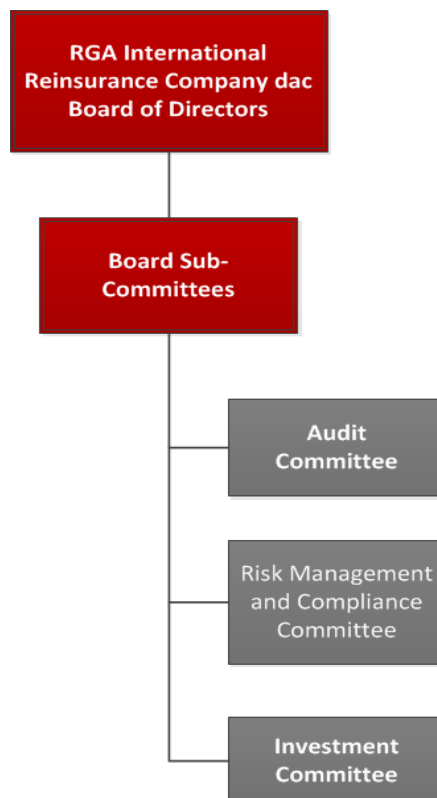 RGA International
Reinsurance Company dac
Board of Directors
Board Sub-
Committees
Audit
Committee
Risk Management
and Compliance
Committee
Investment
Committee